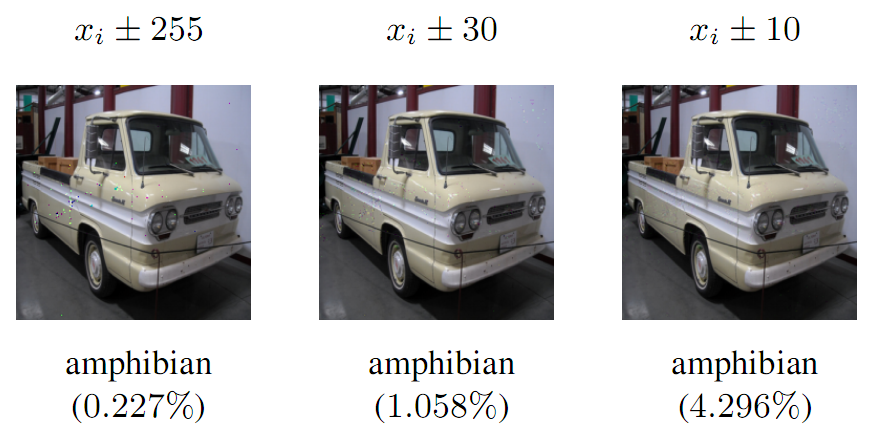 xᵢ ± 255 xᵢ ± 30 xᵢ ± 10
amphibian amphibian amphibian
(0.227%) (1.058%) (4.296%)